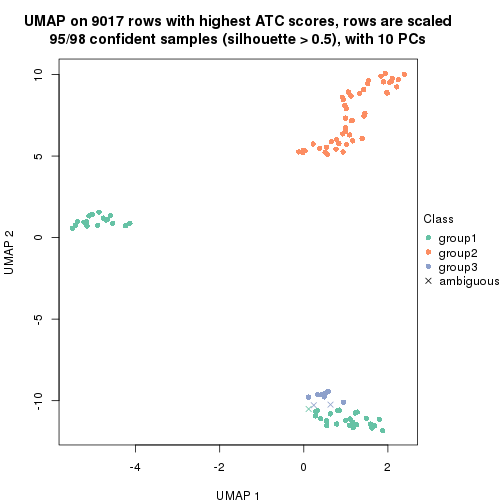 UMAP on 9017 rows with highest ATC scores, rows are scaled
95/98 confident samples (silhouette > 0.5), with 10 PCs
10
5
0
-5
-10
UMAP 2
-4
-2
0
2
UMAP 1
Class
group1
group2
group3
ambiguous